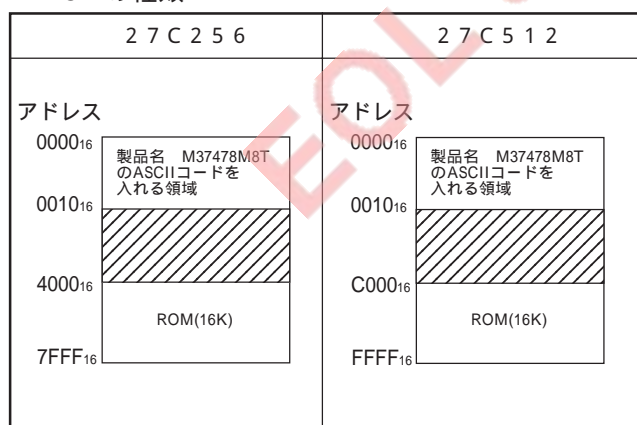 27C256
アドレス
0000₁₆
製品名 M37478M8T
のASCIIコードを
入れる領域
0010₁₆
4000₁₆
ROM(16K)
7FFF₁₆
27C512
アドレス
0000₁₆
製品名 M37478M8T
のASCIIコードを
入れる領域
0010₁₆
C000₁₆
ROM(16K)
FFFF₁₆
EOL